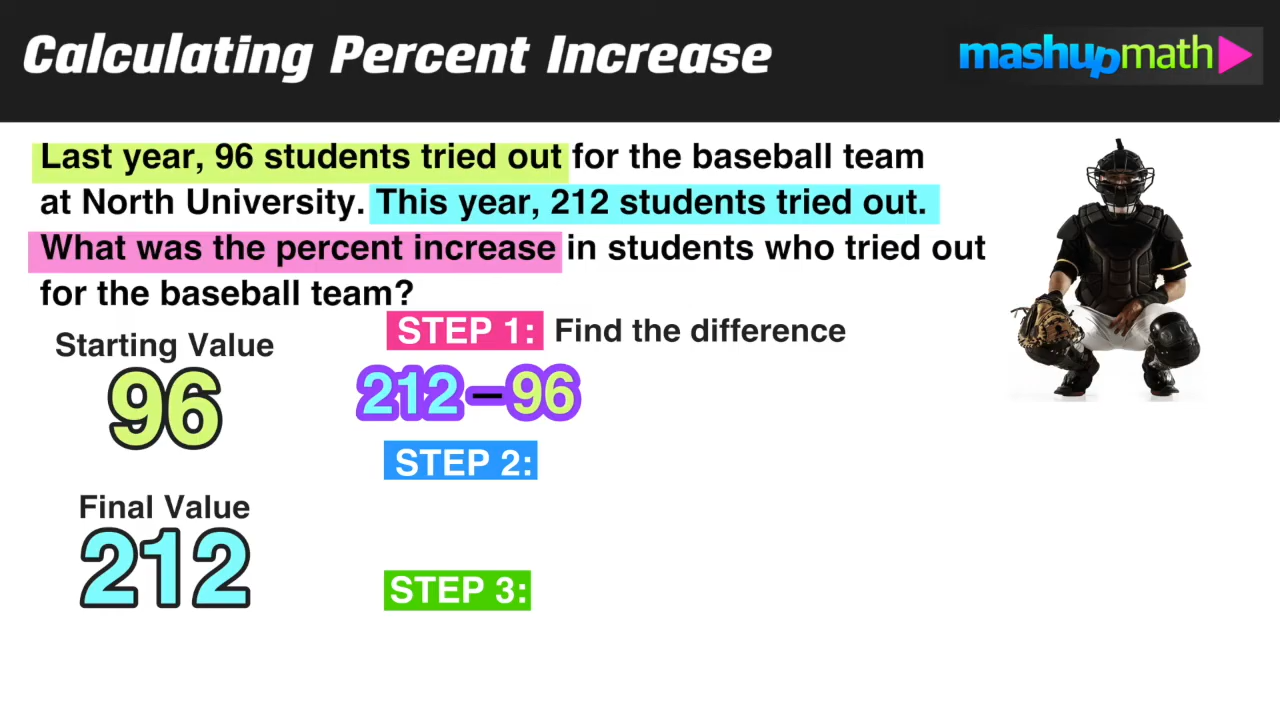 Calculating Percent Increase
mashupmath
Last year, 96 students tried out for the baseball team
at North University. This year, 212 students tried out.
What was the percent increase in students who tried out
for the baseball team?
Starting Value
96
Final Value
212
STEP 1: Find the difference
212-96
STEP 2:
STEP 3: